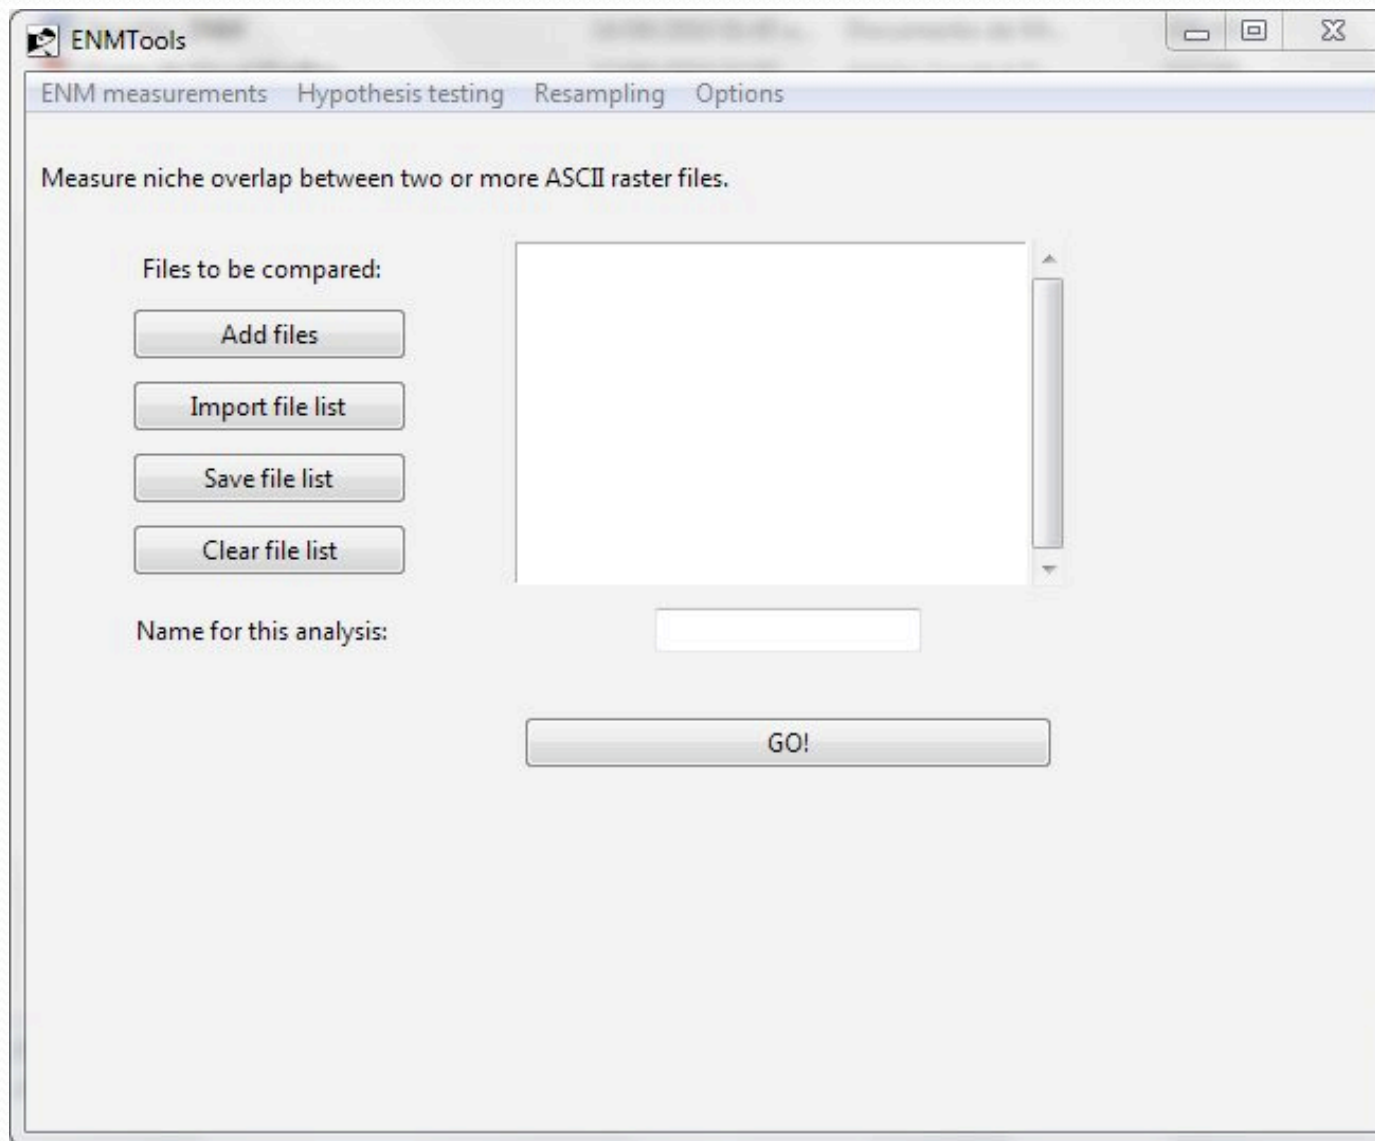 ENMTools
ENM measurements Hypothesis testing Resampling Options
Measure niche overlap between two or more ASCII raster files.
Files to be compared:
Add files
Import file list
Save file list
Clear file list
Name for this analysis:
GO!